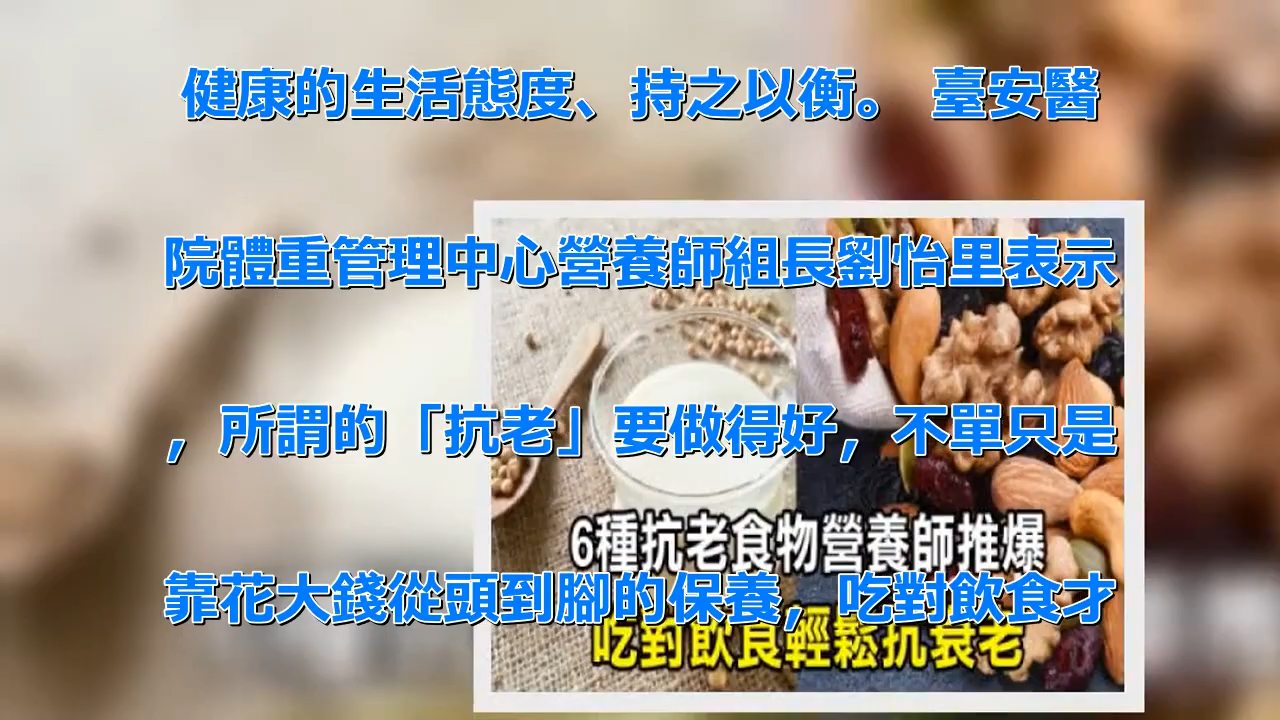 健康的生活態度、持之以衡。 臺安醫
院體重管理中心營養師組長劉怡里表示
，所謂的「抗老」要做得好，不單只是
6種抗老食物營養師推爆
靠花大錢從頭到腳的保養，吃對飲食才
吃對飲食輕鬆抗衰老